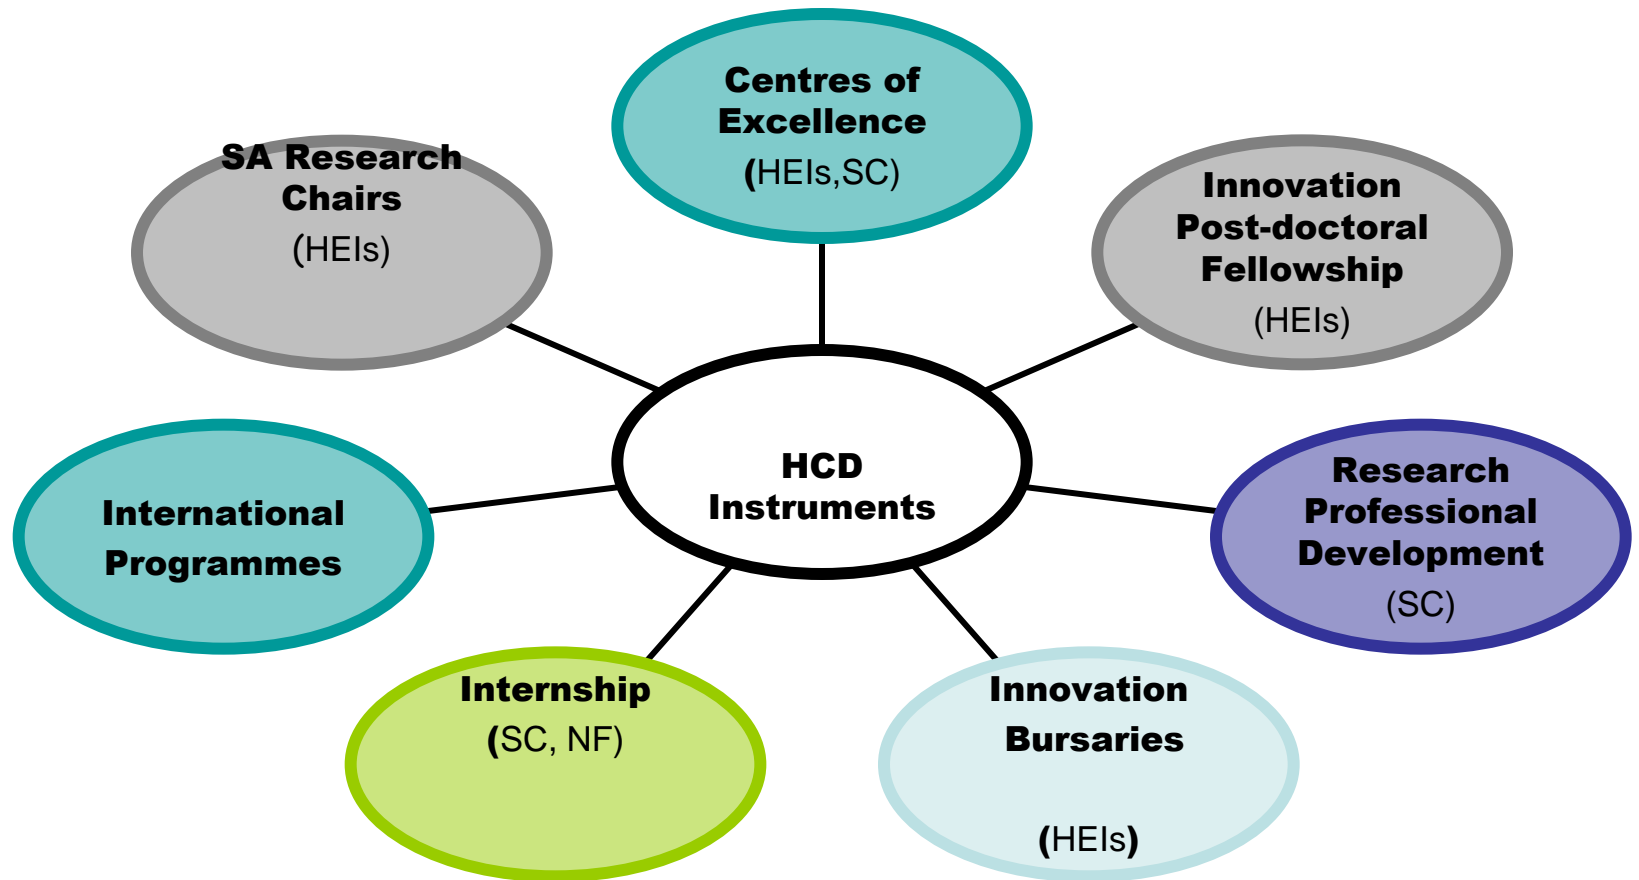 Centres of
Excellence
(HEIs,SC)
SA Research
Chairs
(HEIs)
Innovation
Post-doctoral
Fellowship
(HEIs)
HCD
Instruments
International
Programmes
Research
Professional
Development
(SC)
Internship
(SC, NF)
Innovation
Bursaries
(HEIs)